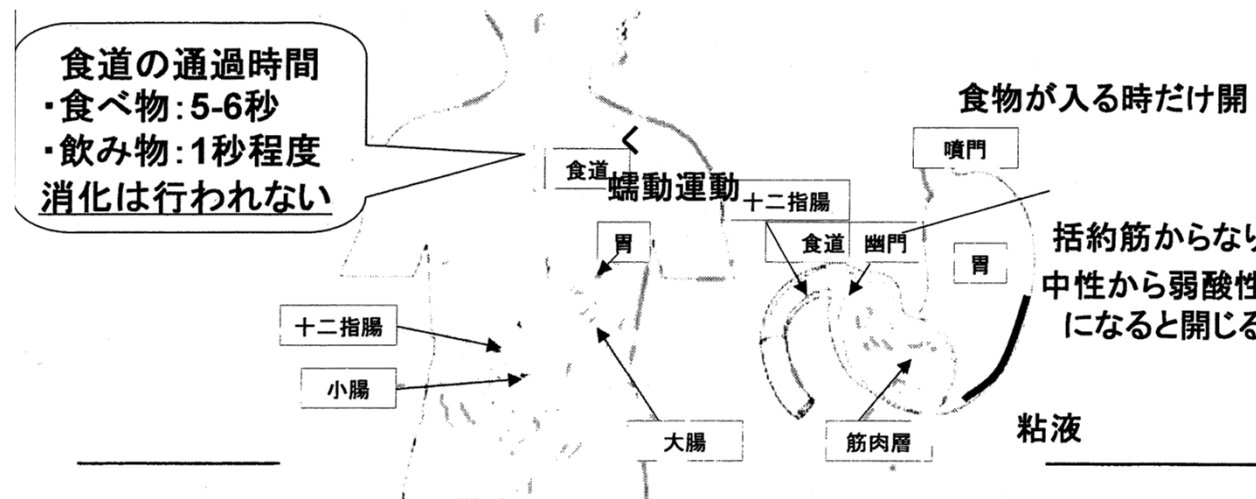 食道の通過時間
・食べ物：5-6秒
・飲み物：1秒程度
消化は行われない
食物が入る時だけ開
く
噴門
食道
蠕動運動
十二指腸
胃
食道
幽門
胃
括約筋からなり
中性から弱酸性
になると開じる
十二指腸
小腸
大腸
筋肉層
粘液